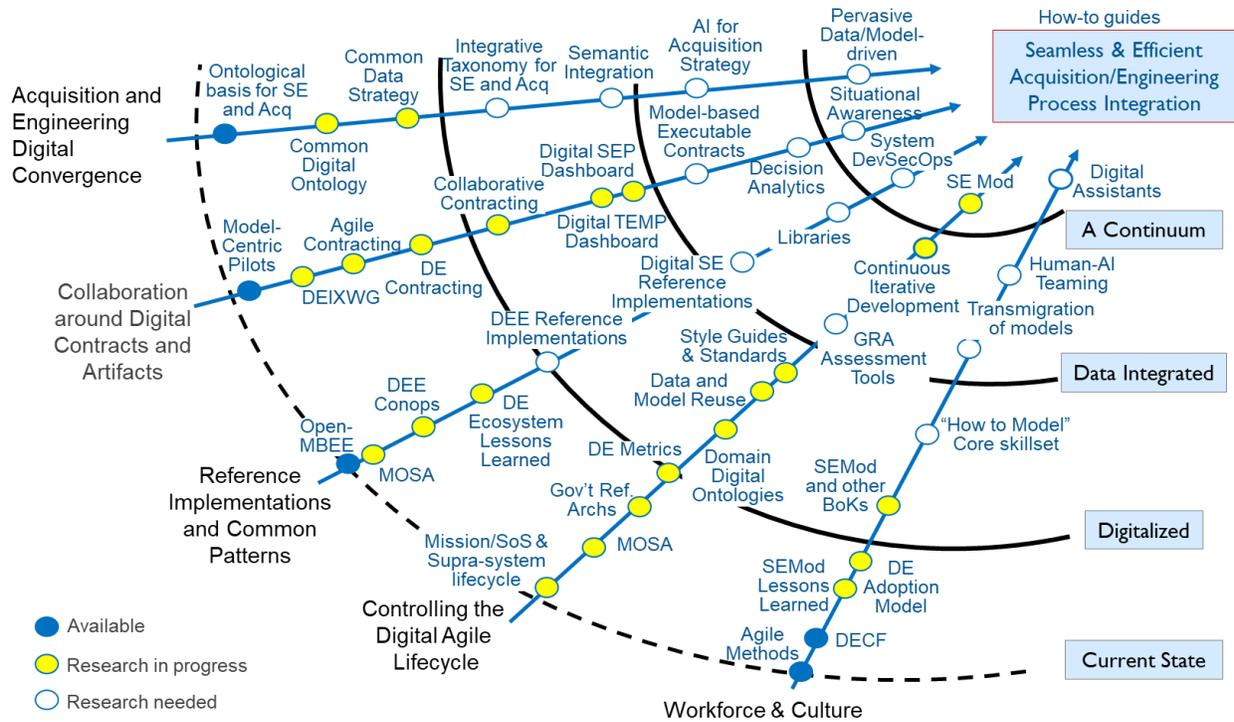 How-to guides
Seamless & Efficient
Acquisition/Engineering
Process Integration
Acquisition and
Engineering
Digital
Convergence
Ontological
basis for SE
and Acq
Common
Digital
Ontology
Common
Data
Strategy
Integrative
Taxonomy for
SE and Acq
Semantic
Integration
AI for
Acquisition
Strategy
Pervasive
Data/Model-
driven
Collaboration
around Digital
Contracts and
Artifacts
Model-
Centric
Pilots
DEIXWG
Agile
Contracting
DE
Contracting
Collaborative
Contracting
Digital SEP
Dashboard
Digital TEMP
Dashboard
Model-based
Executable
Contracts
Decision
Analytics
Situational
Awareness
Reference
Implementations
and Common
Patterns
Open-
MBEE
MOSA
DEE
Conops
DE
Ecosystem
Lessons
Learned
DEE Reference
Implementations
Digital SE
Reference
Implementations
Libraries
System
DevSecOps
Controlling the
Digital Agile
Lifecycle
Mission/SoS &
Supra-system
lifecycle
MOSA
Gov't Ref.
Archs
DE Metrics
Domain
Digital
Ontologies
Data and
Model Reuse
Style Guides
& Standards
GRA
Assessment
Tools
Continuous
Iterative
Development
SE Mod
Workforce & Culture
Agile
Methods
DECF
SEMod
Lessons
Learned
DE
Adoption
Model
SEMod
and other
BoKs
“How to Model”
Core skillset
Transmigration
of models
Human-AI
Teaming
Digital
Assistants
A Continuum
Data Integrated
Digitalized
Current State
Available
Research in progress
Research needed